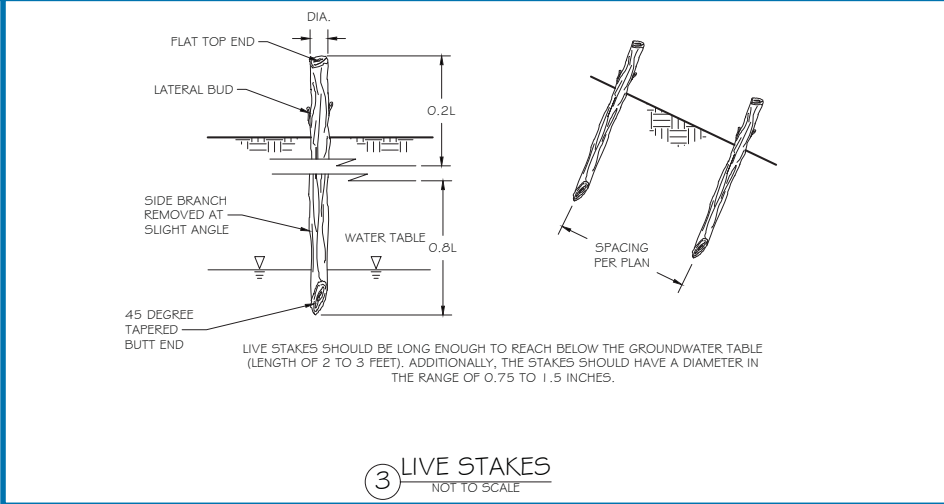 DIA.
FLAT TOP END
LATERAL BUD
0.2L
SIDE BRANCH
REMOVED AT
SLIGHT ANGLE
WATER TABLE
0.8L
45 DEGREE
TAPERED
BUTT END
SPACING
PER PLAN
LIVE STAKES SHOULD BE LONG ENOUGH TO REACH BELOW THE GROUNDWATER TABLE
(LENGTH OF 2 TO 3 FEET). ADDITIONALLY, THE STAKES SHOULD HAVE A DIAMETER IN
THE RANGE OF 0.75 TO 1.5 INCHES.
3 LIVE STAKES
NOT TO SCALE